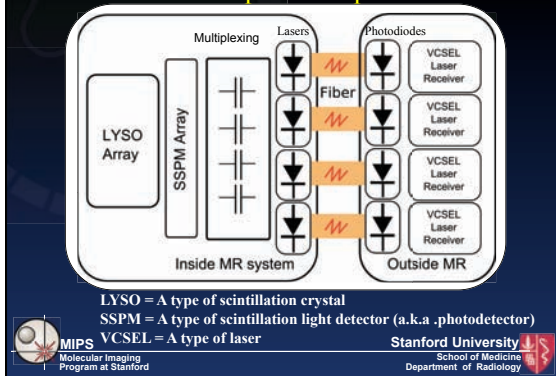 Multiplexing
Lasers
Photodiodes
LYSO
Array
SSPM Array
Fiber
VCSEL
Laser
Receiver
VCSEL
Laser
Receiver
VCSEL
Laser
Receiver
VCSEL
Laser
Receiver
Inside MR system
Outside MR
LYSO = A type of scintillation crystal
SSPM = A type of scintillation light detector (a.k.a .photodetector)
VCSEL = A type of laser
MIPS
Molecular Imaging
Program at Stanford
Stanford University
School of Medicine
Department of Radiology